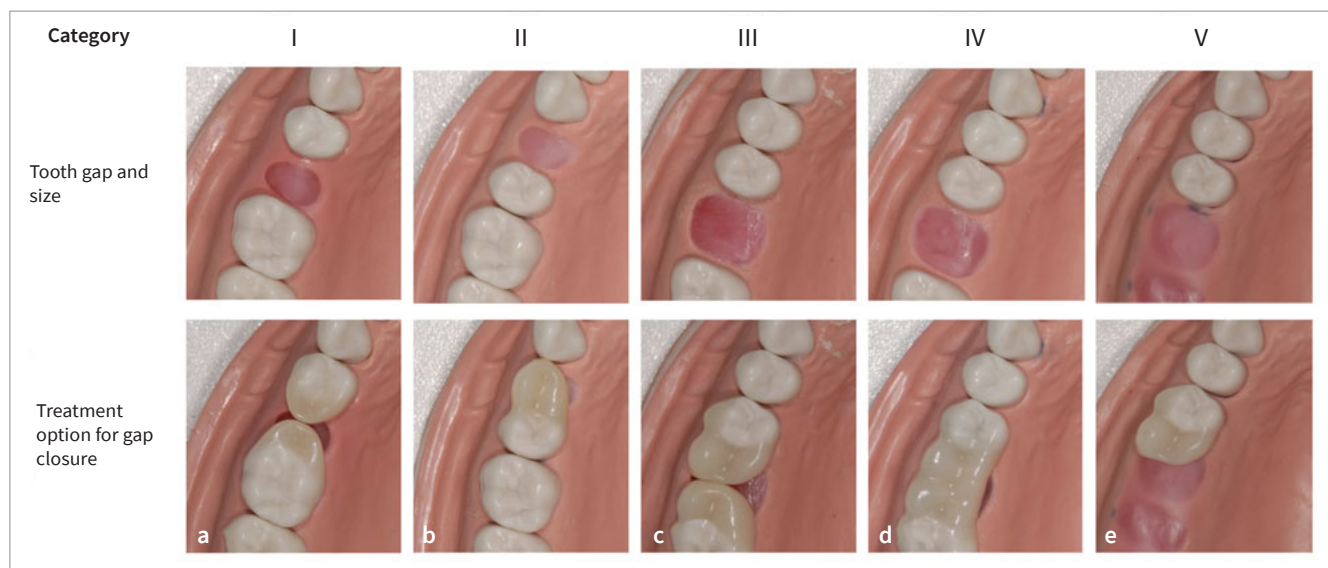 Category I II III IV V
Tooth gap and
size
Treatment
option for gap
closure
a b c d e